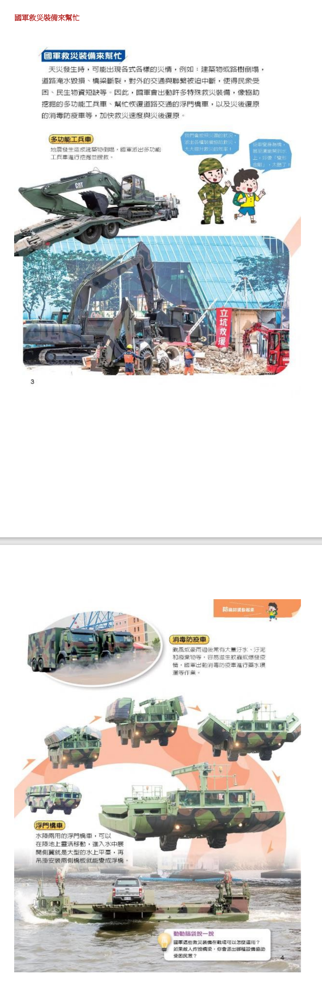 國軍救災裝備來幫忙
國軍救災裝備來幫忙
天災發生時，可能出現各式各樣的災情，例如：建築物或路樹倒塌，
道路淹水毀損、橋梁斷裂，對外的交通與聯繫被迫中斷，使得民眾受
困、民生物資短缺等。因此，國軍會出動許多特殊救災裝備，像協助
挖掘的多功能工兵車、幫忙恢復道路交通的浮門橋車，以及災後復原
的消毒防疫車等，加快救災速度與災後復原。
多功能工兵車
地震發生造成建築物倒塌，國軍派出多功能
工兵車進行挖掘並搜救。
我們會按照災區的狀況，
派出各種裝備協助救災，
大大提升救災的效率！
從車變身為橋，
甚至還能開到水
上，好像「變形
金剛」，太酷了！
CAT
立坑救援
3
防災動起來
消毒防疫車
颱風或豪雨過後常有大量汙水、汙泥
和廢棄物等，容易滋生蚊蟲或爆發疫
情，國軍出動消毒防疫車進行藥水噴
灑等作業。
浮門橋車
水陸兩用的浮門橋車，可以
在陸地上靈活移動，進入水中展
開側翼就是大型的水上平臺，再
吊掛安裝兩側橋板就能變成浮橋。
動動腦袋說一說
國軍這些救災裝備在戰場可以怎麼運用？
如果敵人炸毀橋梁，你會派出哪種設備協助
受困民眾？
4